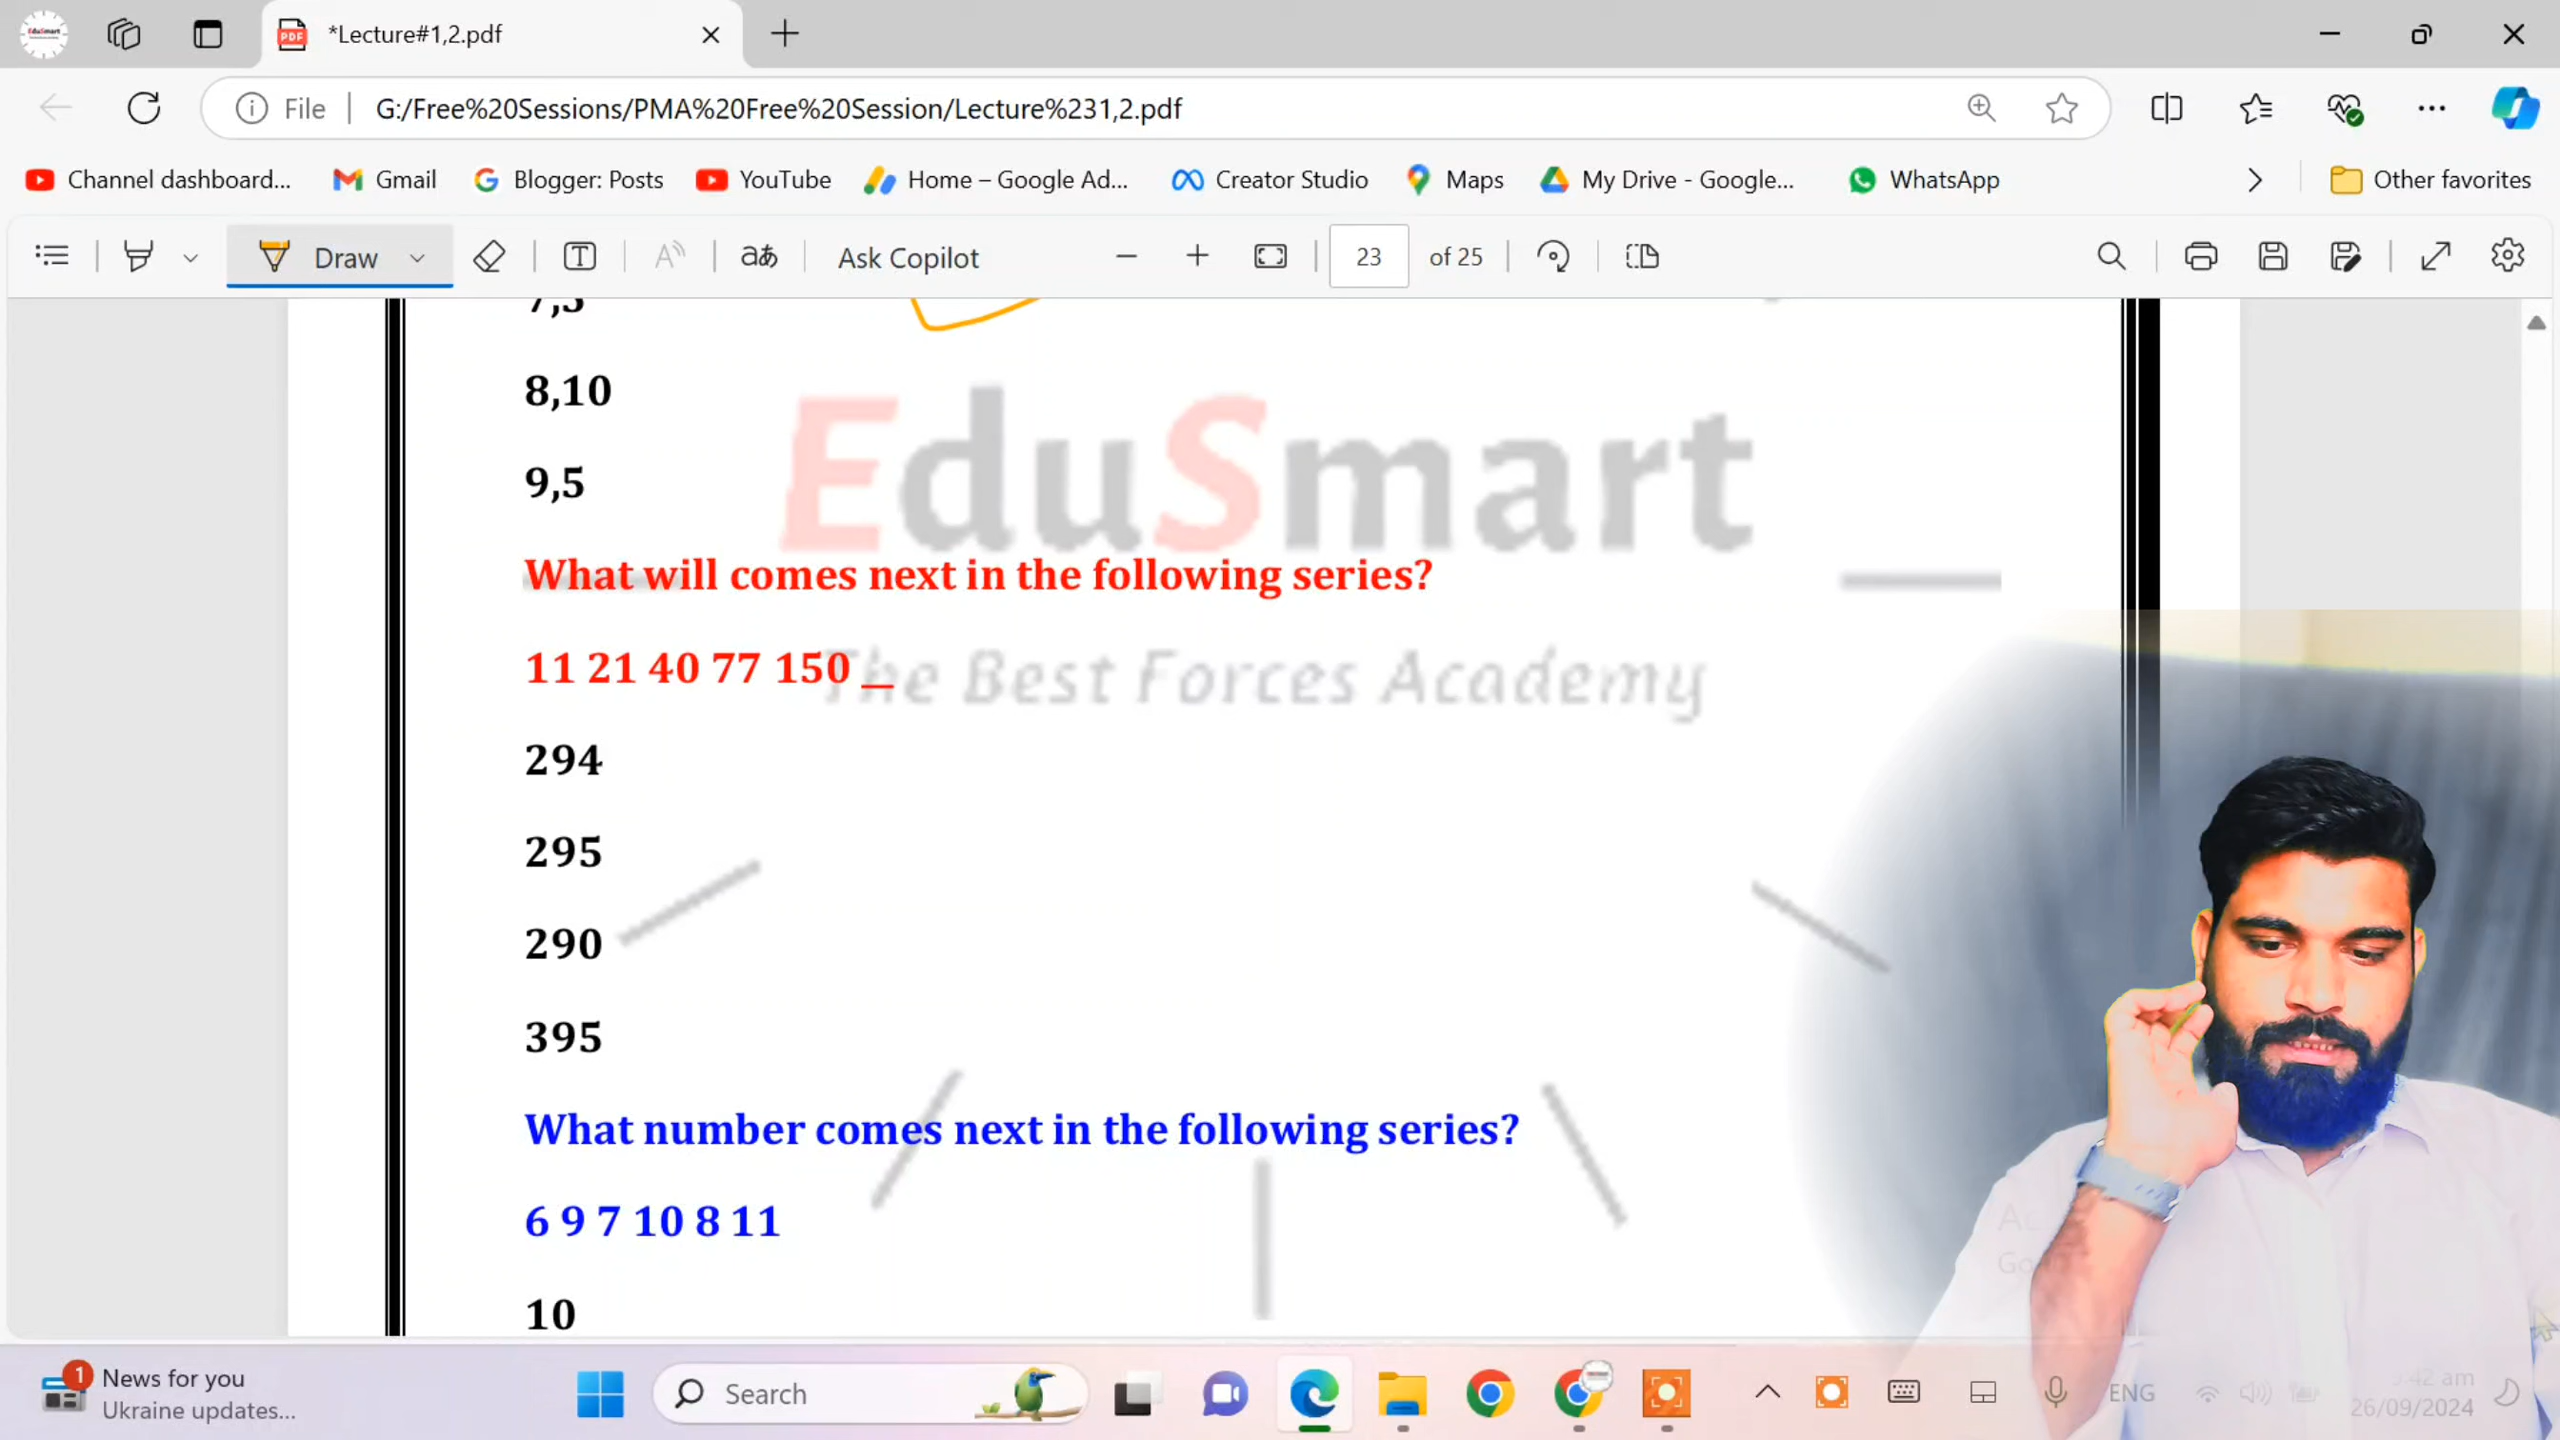 EduSmart
*Lecture#1,2.pdf
File
G:/Free%20Sessions/PMA%20Free%20Session/Lecture%231,2.pdf
Channel dashboard...
Gmail
Blogger: Posts
YouTube
Home – Google Ad...
Creator Studio
Maps
My Drive - Google...
WhatsApp
Other favorites
Draw
Ask Copilot
23 of 25
8,10
9,5
EduSmart
What will comes next in the following series?
11 21 40 77 150 _
The Best Forces Academy
294
295
290
395
What number comes next in the following series?
6 9 7 10 8 11
10
1
News for you
Ukraine updates...
Search
ENG
26/09/2024